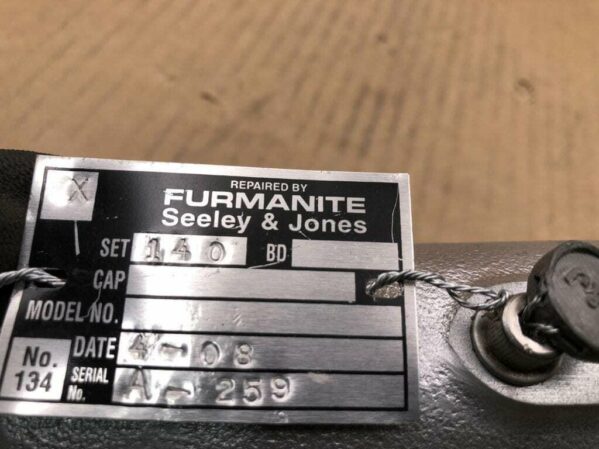 X
REPAIRED BY
FURMANITE
Seeley & Jones
SET 140 BD
CAP
MODEL NO.
DATE 4-08
No. 134
SERIAL No. A-259